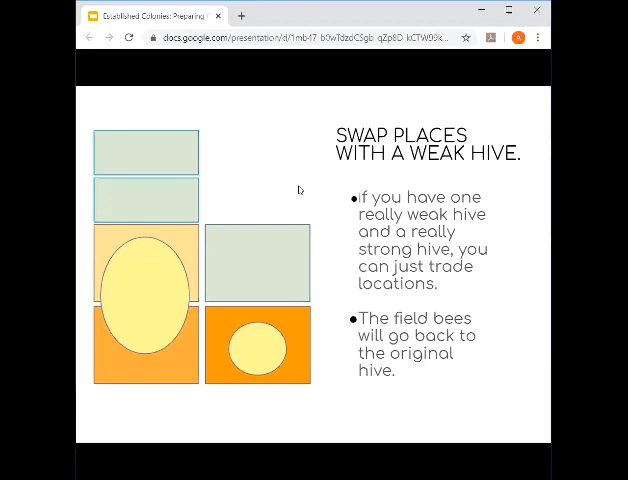 Established Colonies: Preparing
docs.google.com/presentation/d/1mb47_b0wTdzdCSgb-qZp8D_kCTW99k...
A
SWAP PLACES
WITH A WEAK HIVE.
•If you have one
really weak hive
and a really
strong hive, you
can just trade
locations.
•The field bees
will go back to
the original
hive.